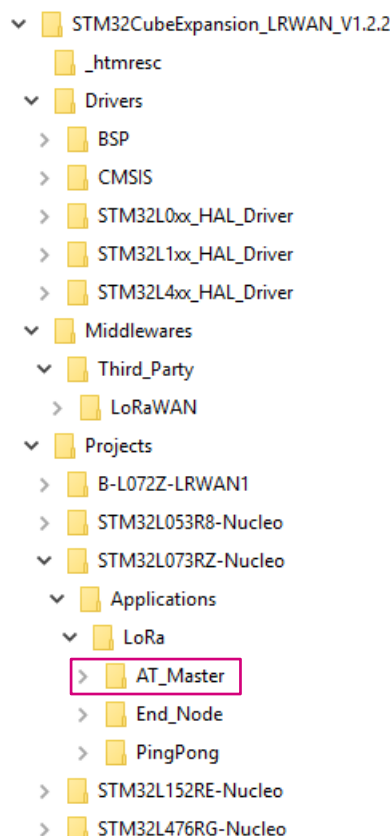 STM32CubeExpansion_LRWAN_V1.2.2
_htmresc
Drivers
BSP
CMSIS
STM32L0xx_HAL_Driver
STM32L1xx_HAL_Driver
STM32L4xx_HAL_Driver
Middlewares
Third_Party
LoRaWAN
Projects
B-L072Z-LRWAN1
STM32L053R8-Nucleo
STM32L073RZ-Nucleo
Applications
LoRa
AT_Master
End_Node
PingPong
STM32L152RE-Nucleo
STM32L476RG-Nucleo